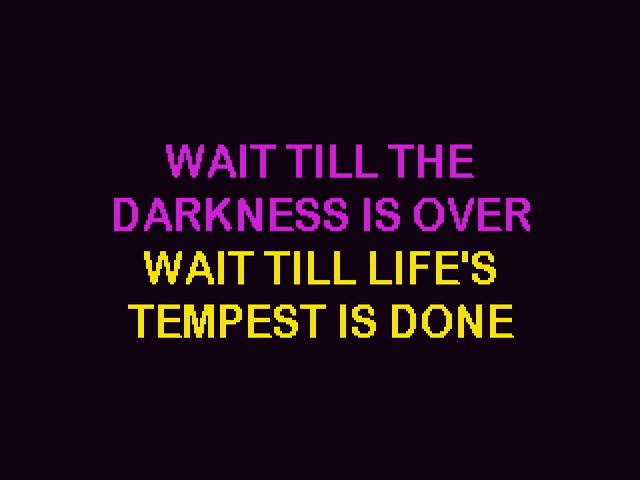 WAIT TILL THE
DARKNESS IS OVER
WAIT TILL LIFE'S
TEMPEST IS DONE